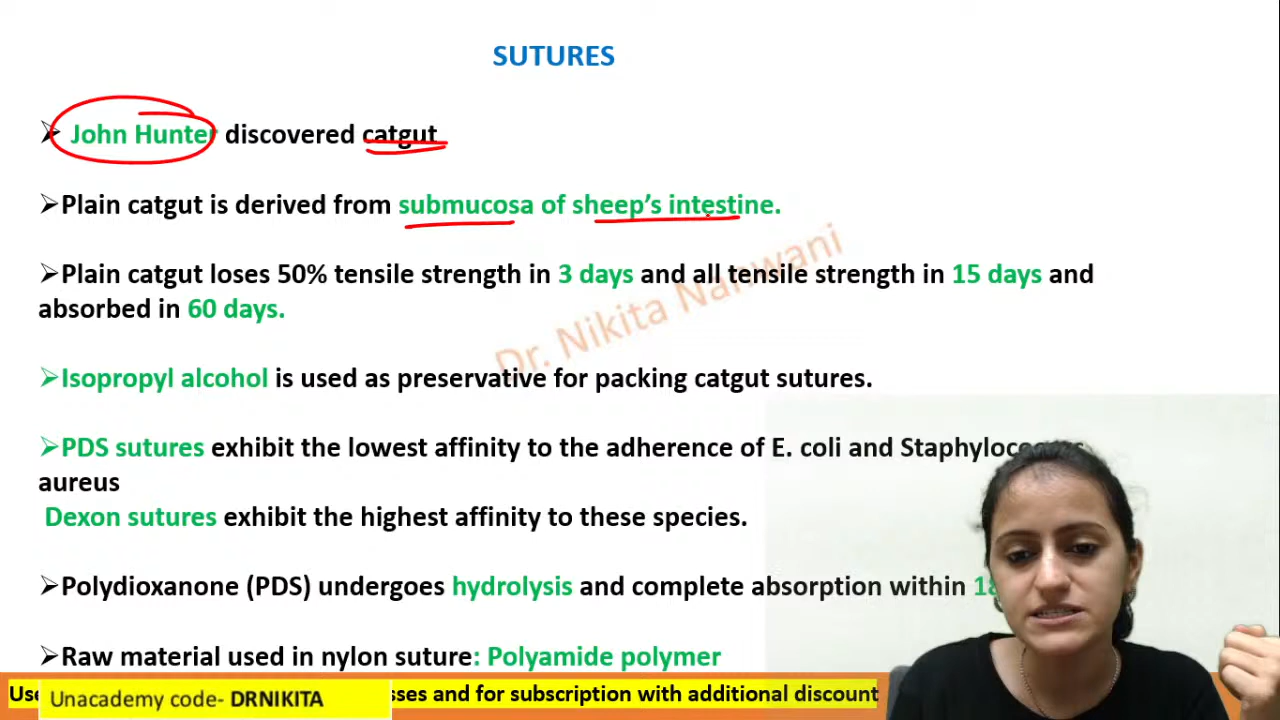 SUTURES
➢ John Hunter discovered catgut
➢Plain catgut is derived from submucosa of sheep's intestine.
➢Plain catgut loses 50% tensile strength in 3 days and all tensile strength in 15 days and
absorbed in 60 days.
➢Isopropyl alcohol is used as preservative for packing catgut sutures.
➢PDS sutures exhibit the lowest affinity to the adherence of E. coli and Staphylococcus
aureus
Dexon sutures exhibit the highest affinity to these species.
➢Polydioxanone (PDS) undergoes hydrolysis and complete absorption within
➢Raw material used in nylon suture: Polyamide polymer
Dr. Nikita Nanwani
Unacademy code- DRNIKITA
and for subscription with additional discount